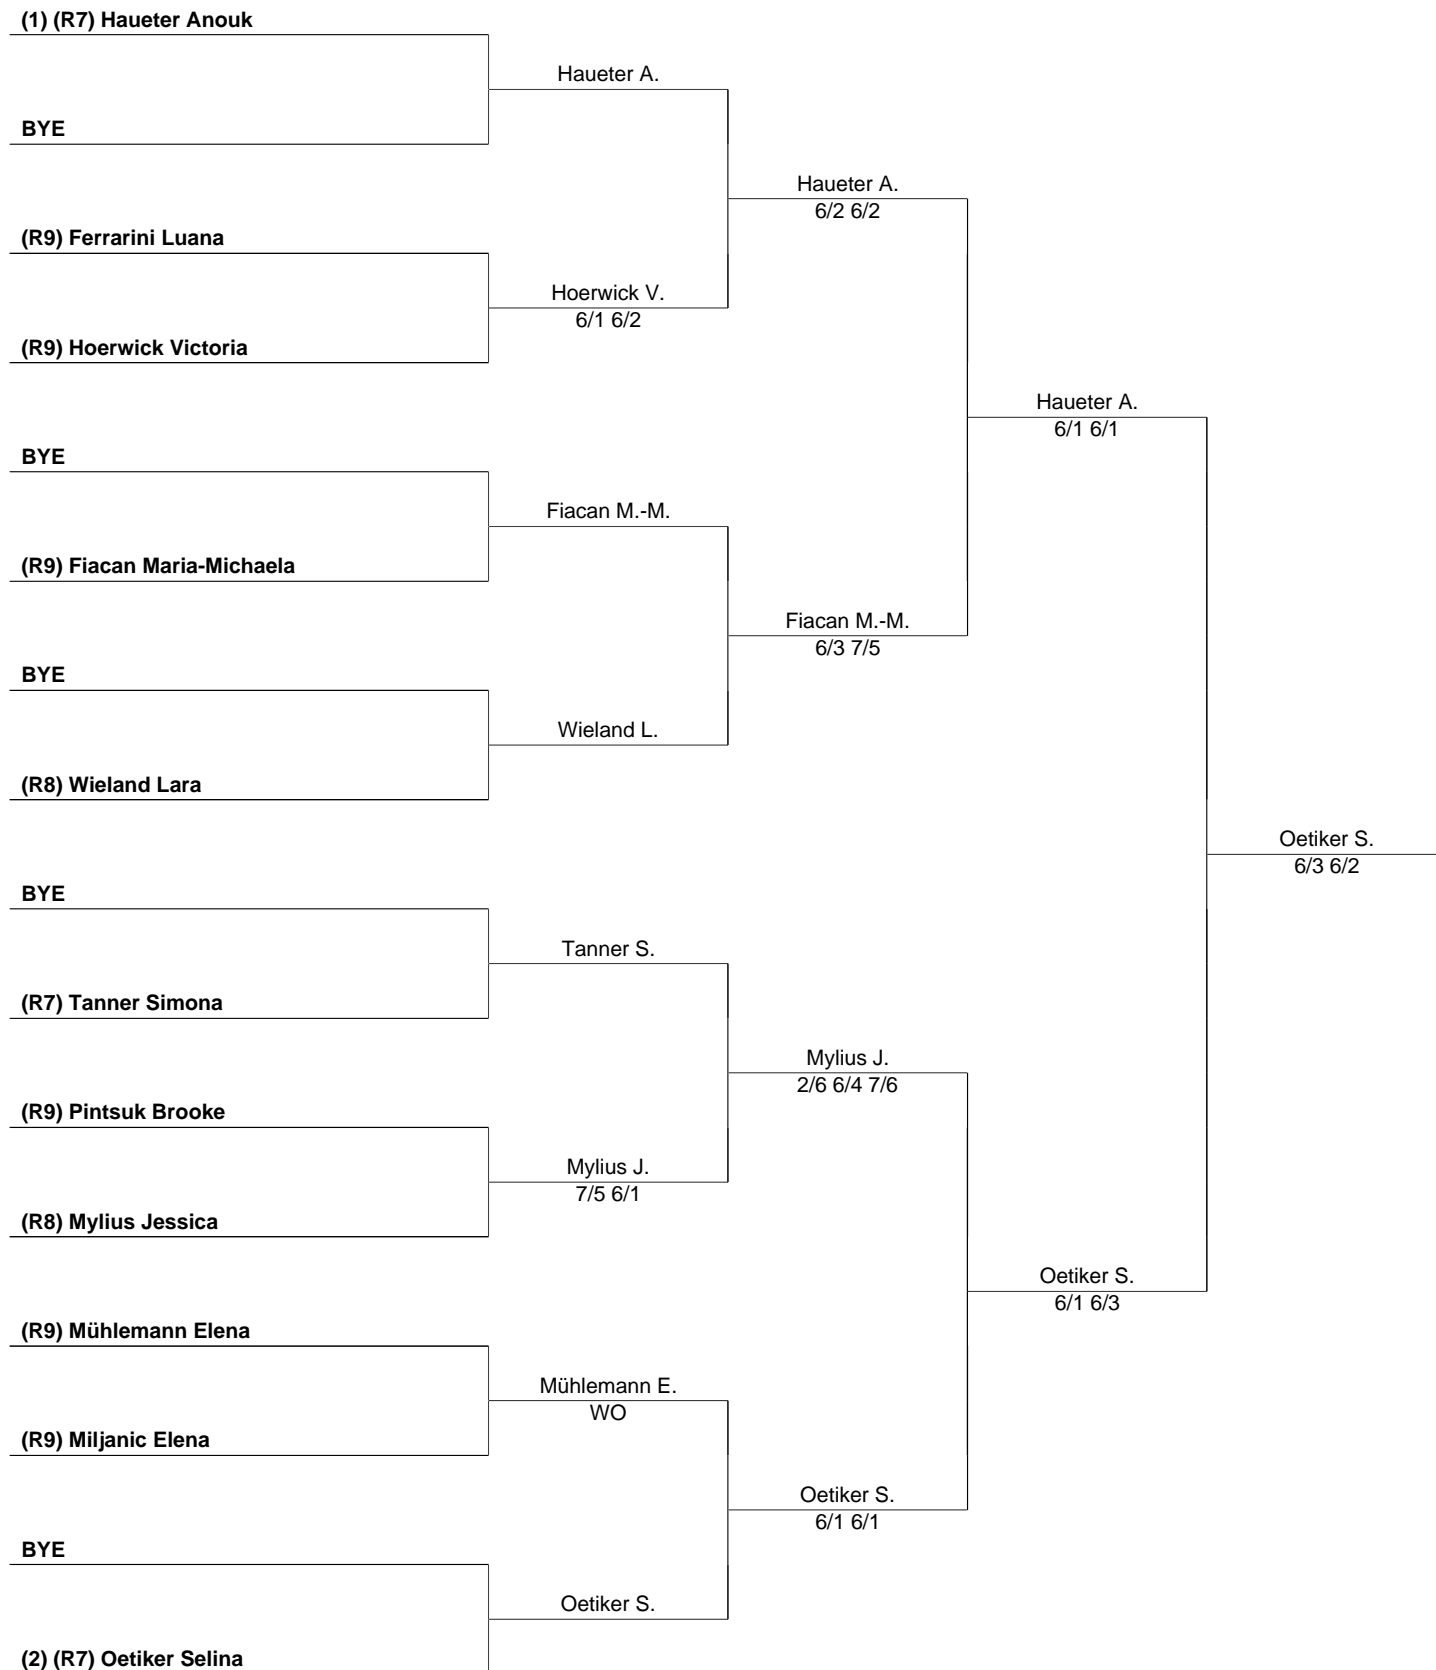 (1) (R7) Haueter Anouk
Haueter A.
BYE
Haueter A.
6/2 6/2
(R9) Ferrarini Luana
Hoerwick V.
6/1 6/2
(R9) Hoerwick Victoria
Haueter A.
6/1 6/1
BYE
Fiacan M.-M.
(R9) Fiacan Maria-Michaela
Fiacan M.-M.
6/3 7/5
BYE
Wieland L.
(R8) Wieland Lara
Oetiker S.
6/3 6/2
BYE
Tanner S.
(R7) Tanner Simona
Mylius J.
2/6 6/4 7/6
(R9) Pintsuk Brooke
Mylius J.
7/5 6/1
(R8) Mylius Jessica
Oetiker S.
6/1 6/3
(R9) Mühlemann Elena
Mühlemann E.
WO
(R9) Miljanic Elena
Oetiker S.
6/1 6/1
BYE
Oetiker S.
(2) (R7) Oetiker Selina